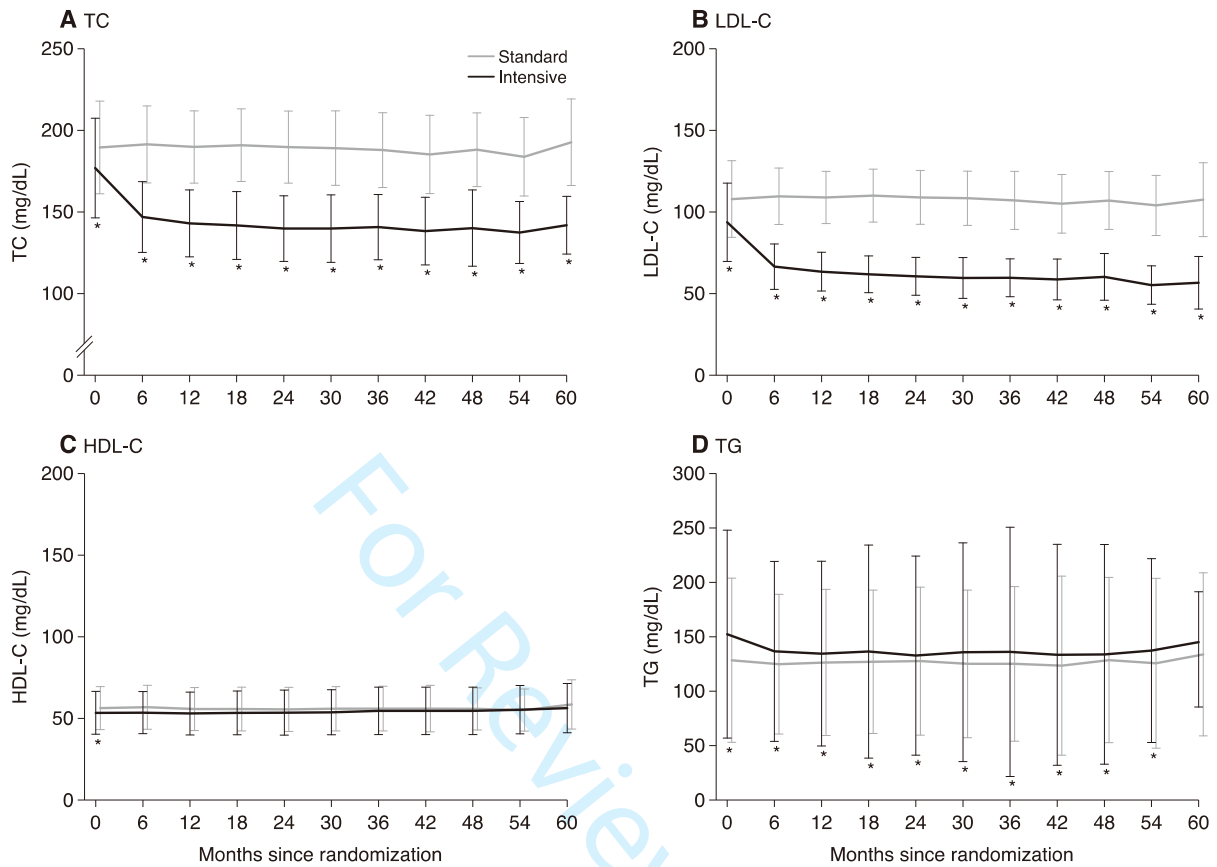 A TC
250
200
150
100
0
TC (mg/dL)
Standard
Intensive
* * * * * * * * * * *
0 6 12 18 24 30 36 42 48 54 60
B LDL-C
200
150
100
50
0
LDL-C (mg/dL)
* * * * * * * * * * *
0 6 12 18 24 30 36 42 48 54 60
C HDL-C
200
150
100
50
0
HDL-C (mg/dL)
*
0 6 12 18 24 30 36 42 48 54 60
Months since randomization
D TG
300
250
200
150
100
50
0
TG (mg/dL)
* * * * * * * * * *
0 6 12 18 24 30 36 42 48 54 60
Months since randomization
For Review